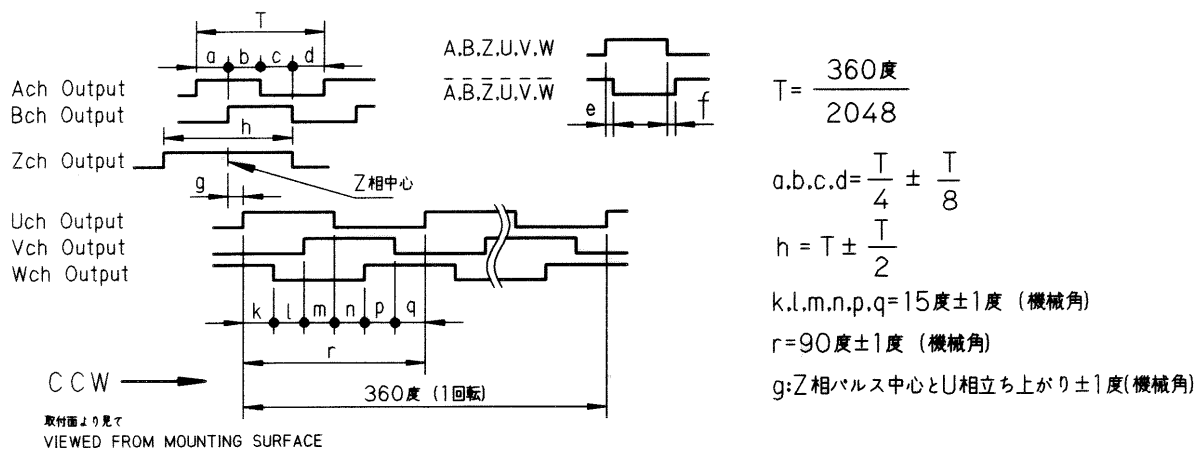 T
a b c d
Ach Output
Bch Output
h
Zch Output
g
Z相中心
Uch Output
Vch Output
Wch Output
k l m n p q
r
CCW
360度 (1回転)
取付面より見て
VIEWED FROM MOUNTING SURFACE
A.B.Z.U.V.W
A̅.B̅.Z̅.U̅.V̅.W̅
e f
T= 360度/2048
a.b.c.d= T/4 ± T/8
h = T ± T/2
k.l.m.n.p.q=15度±1度 (機械角)
r=90度±1度 (機械角)
g:Z相パルス中心とU相立ち上がり±1度(機械角)